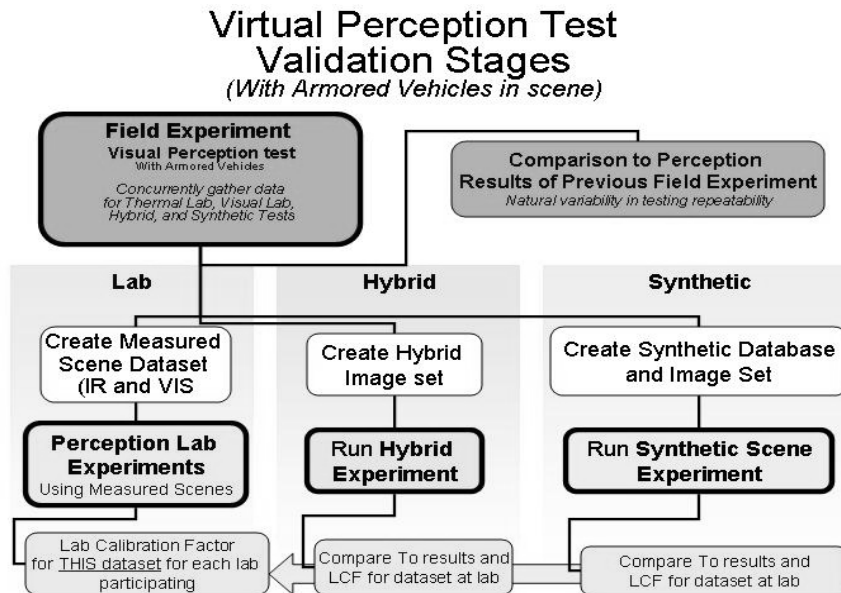 Virtual Perception Test
Validation Stages
(With Armored Vehicles in scene)
Field Experiment
Visual Perception test
With Armored Vehicles
Concurrently gather data
for Thermal Lab, Visual Lab,
Hybrid, and Synthetic Tests
Comparison to Perception
Results of Previous Field Experiment
Natural variability in testing repeatability
Lab
Hybrid
Synthetic
Create Measured
Scene Dataset
(IR and VIS
Create Hybrid
Image set
Create Synthetic Database
and Image Set
Perception Lab
Experiments
Using Measured Scenes
Run Hybrid
Experiment
Run Synthetic Scene
Experiment
Lab Calibration Factor
for THIS dataset for each lab
participating
Compare To results and
LCF for dataset at lab
Compare To results and
LCF for dataset at lab